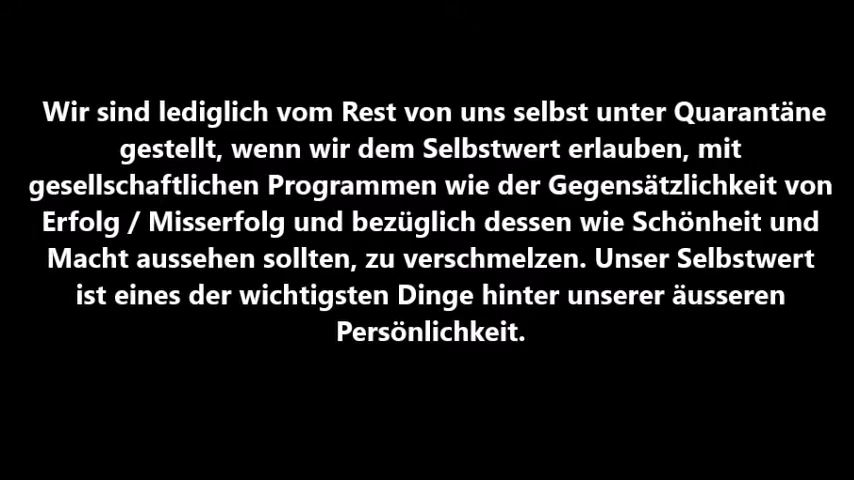 Wir sind lediglich vom Rest von uns selbst unter Quarantäne
gestellt, wenn wir dem Selbstwert erlauben, mit
gesellschaftlichen Programmen wie der Gegensätzlichkeit von
Erfolg / Misserfolg und bezüglich dessen wie Schönheit und
Macht aussehen sollten, zu verschmelzen. Unser Selbstwert
ist eines der wichtigsten Dinge hinter unserer äusseren
Persönlichkeit.